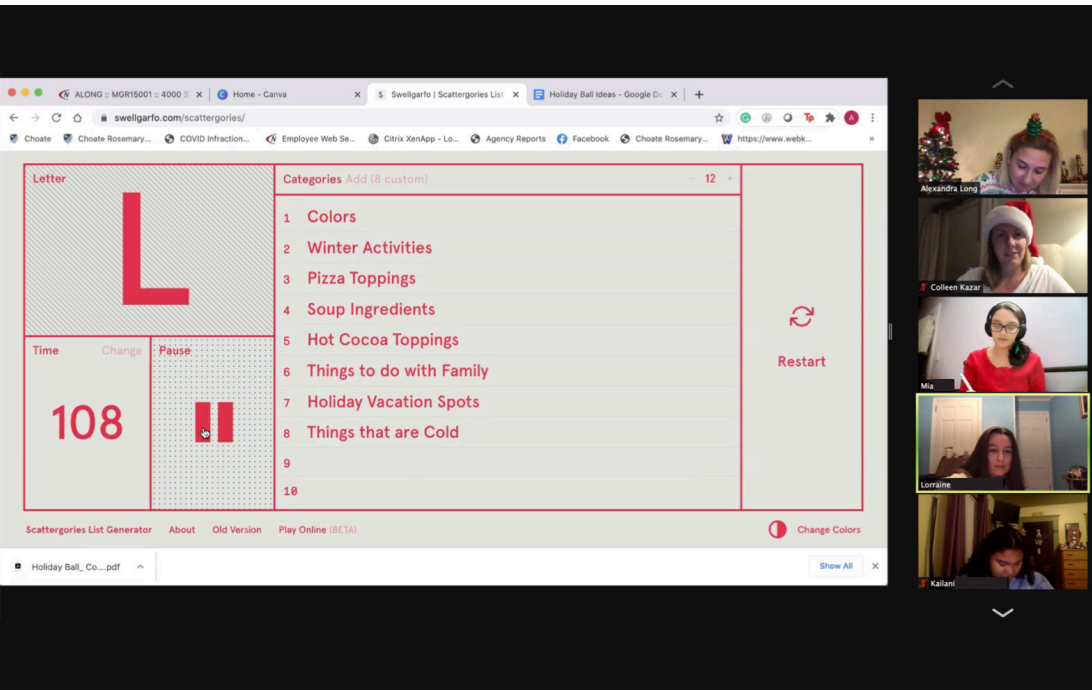 ALONG :: MGR15001 :: 4000 S
Home - Canva
Swellgarfo | Scattergories List
Holiday Ball Ideas - Google Do
swellgarfo.com/scattergories/
Choate
Choate Rosemary...
COVID Infraction...
Employee Web Se...
Citrix XenApp - Lo...
Agency Reports
Facebook
Choate Rosemary...
https://www.webk...
»
Letter
L
Categories Add (8 custom)
- 12 +
1 Colors
2 Winter Activities
3 Pizza Toppings
4 Soup Ingredients
5 Hot Cocoa Toppings
6 Things to do with Family
7 Holiday Vacation Spots
8 Things that are Cold
9
10
Time Change
108
Pause
Restart
Scattergories List Generator
About
Old Version
Play Online (BETA)
Change Colors
Holiday Ball_ Co....pdf
Show All
Alexandra Long
Colleen Kazar
Mia
Lorraine
Kailani